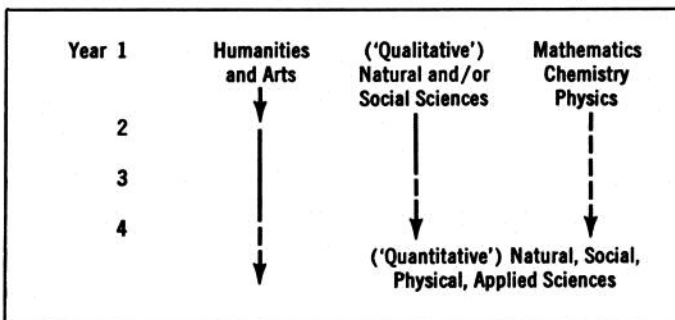 Year 1 Humanities ('Qualitative') Mathematics
and Arts Natural and/or Chemistry
Social Sciences Physics
2
3
4
('Quantitative') Natural, Social,
Physical, Applied Sciences